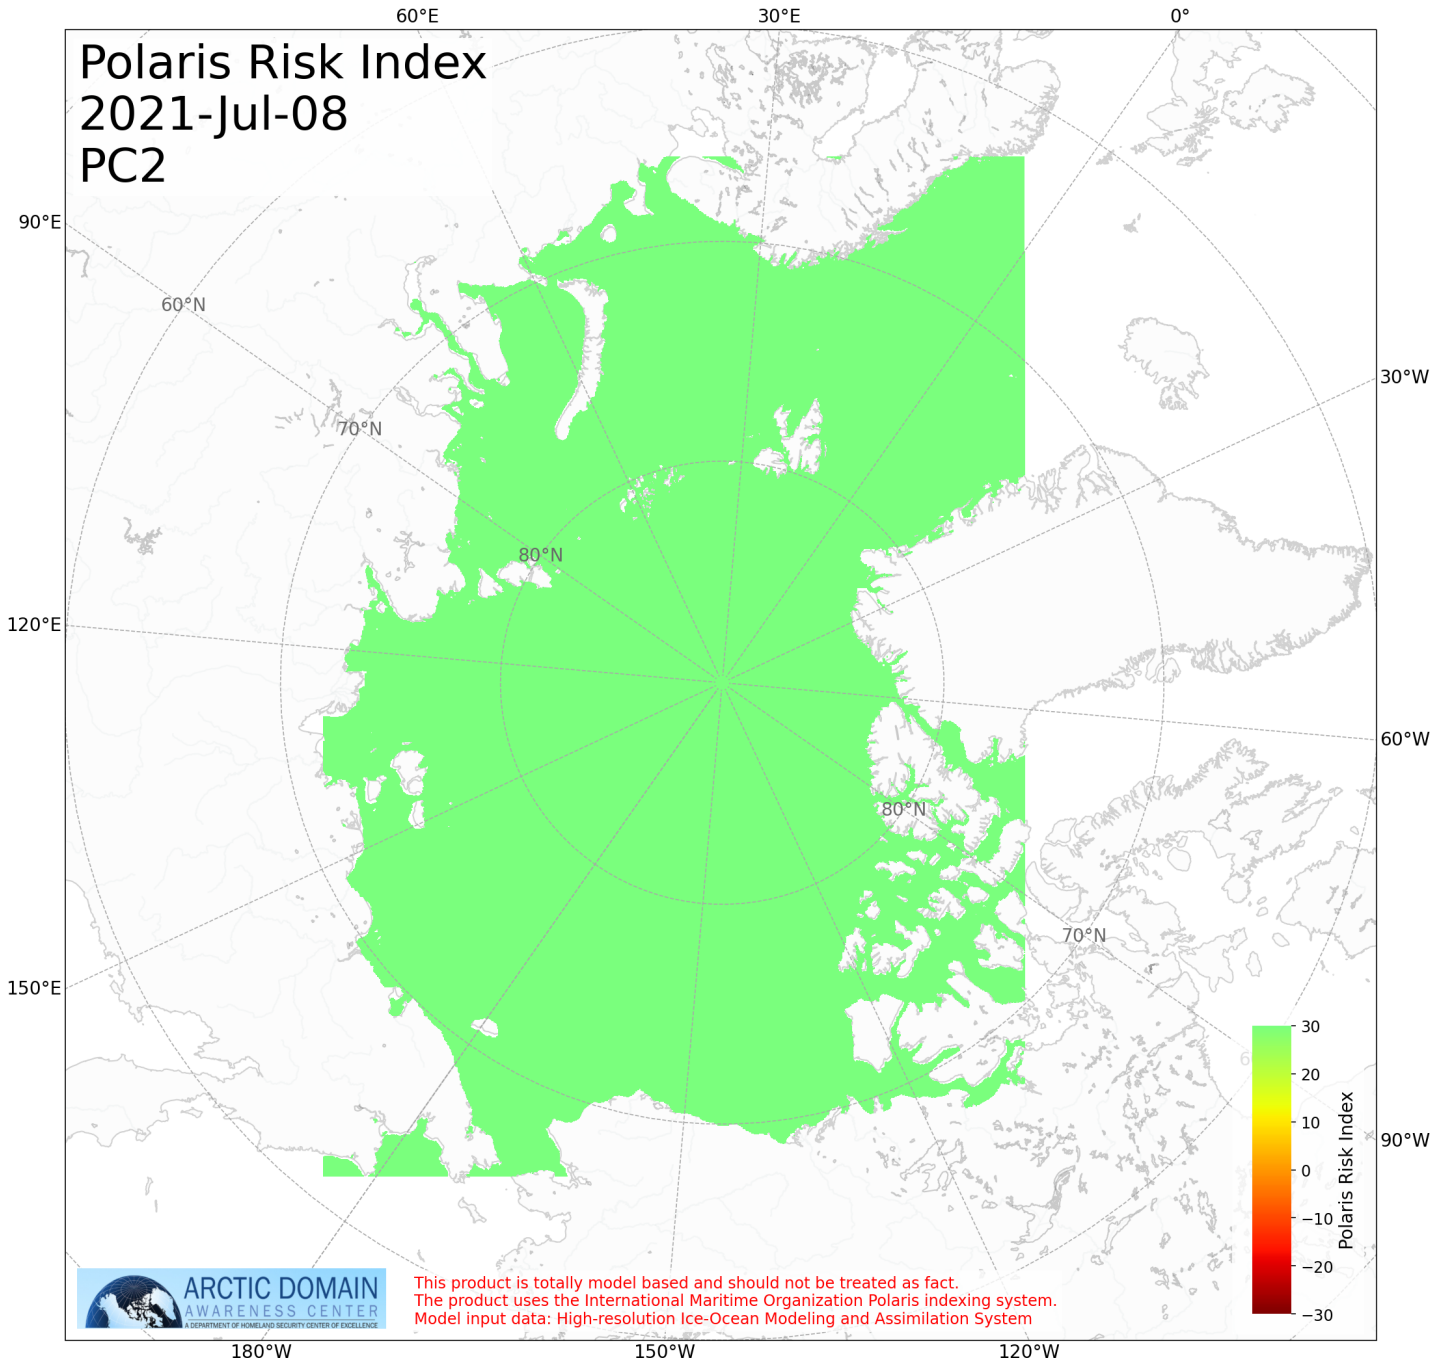 60°E
30°E
0°
Polaris Risk Index
2021-Jul-08
PC2
90°E
60°N
30°W
70°N
80°N
120°E
60°W
80°N
70°N
150°E
30
20
10
0
−10
−20
−30
Polaris Risk Index
90°W
ARCTIC DOMAIN
AWARENESS CENTER
A DEPARTMENT OF HOMELAND SECURITY CENTER OF EXCELLENCE
This product is totally model based and should not be treated as fact.
The product uses the International Maritime Organization Polaris indexing system.
Model input data: High-resolution Ice-Ocean Modeling and Assimilation System
180°W
150°W
120°W